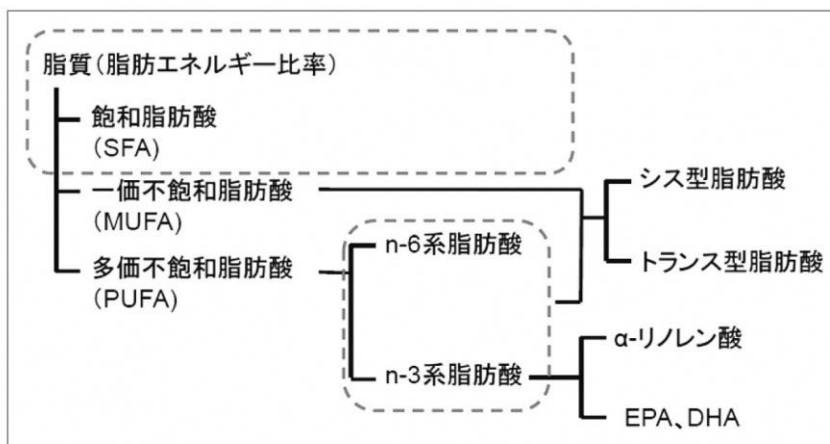 脂質(脂肪エネルギー比率)
飽和脂肪酸
(SFA)
一価不飽和脂肪酸
(MUFA)
多価不飽和脂肪酸
(PUFA)
n-6系脂肪酸
n-3系脂肪酸
シス型脂肪酸
トランス型脂肪酸
α-リノレン酸
EPA、DHA